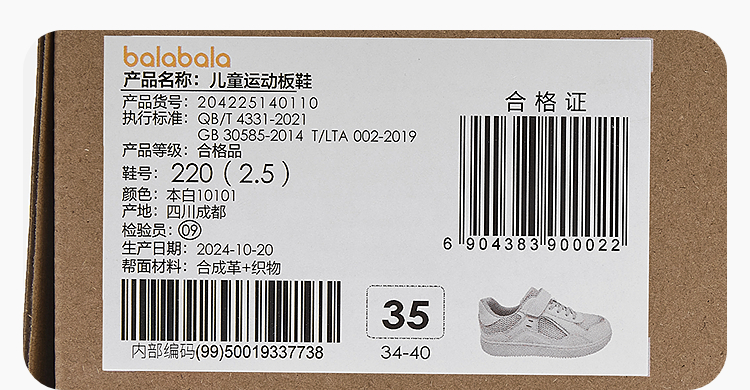 balabala
产品名称：儿童运动板鞋
产品货号：204225140110
执行标准：QB/T 4331-2021
GB 30585-2014 T/LTA 002-2019
产品等级：合格品
鞋号：220（2.5）
颜色：本白10101
产地：四川成都
检验员：09
生产日期：2024-10-20
帮面材料：合成革+织物
内部编码(99)50019337738
35
34-40
合格证
6 904383 900022